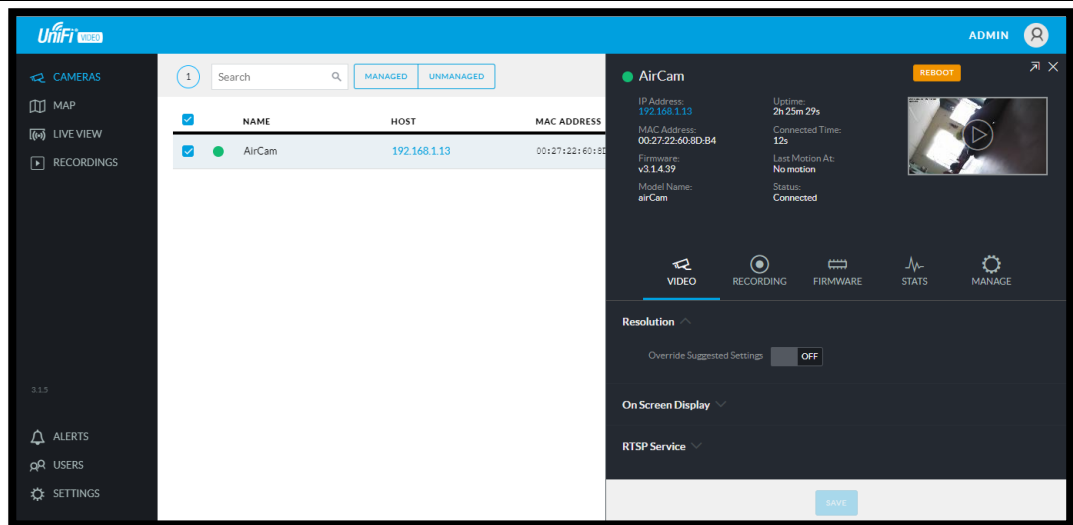 UniFi VIDEO
ADMIN
CAMERAS
MAP
LIVE VIEW
RECORDINGS
3.1.5
ALERTS
USERS
SETTINGS
1
Search
MANAGED
UNMANAGED
NAME HOST MAC ADDRESS
AirCam 192.168.1.13 00:27:22:60:8D
AirCam
REBOOT
IP Address:
192.168.1.13
MAC Address:
00:27:22:60:8D:B4
Firmware:
v3.1.4.39
Model Name:
airCam
Uptime:
2h 25m 29s
Connected Time:
12s
Last Motion At:
No motion
Status:
Connected
VIDEO
RECORDING
FIRMWARE
STATS
MANAGE
Resolution
Override Suggested Settings OFF
On Screen Display
RTSP Service
SAVE